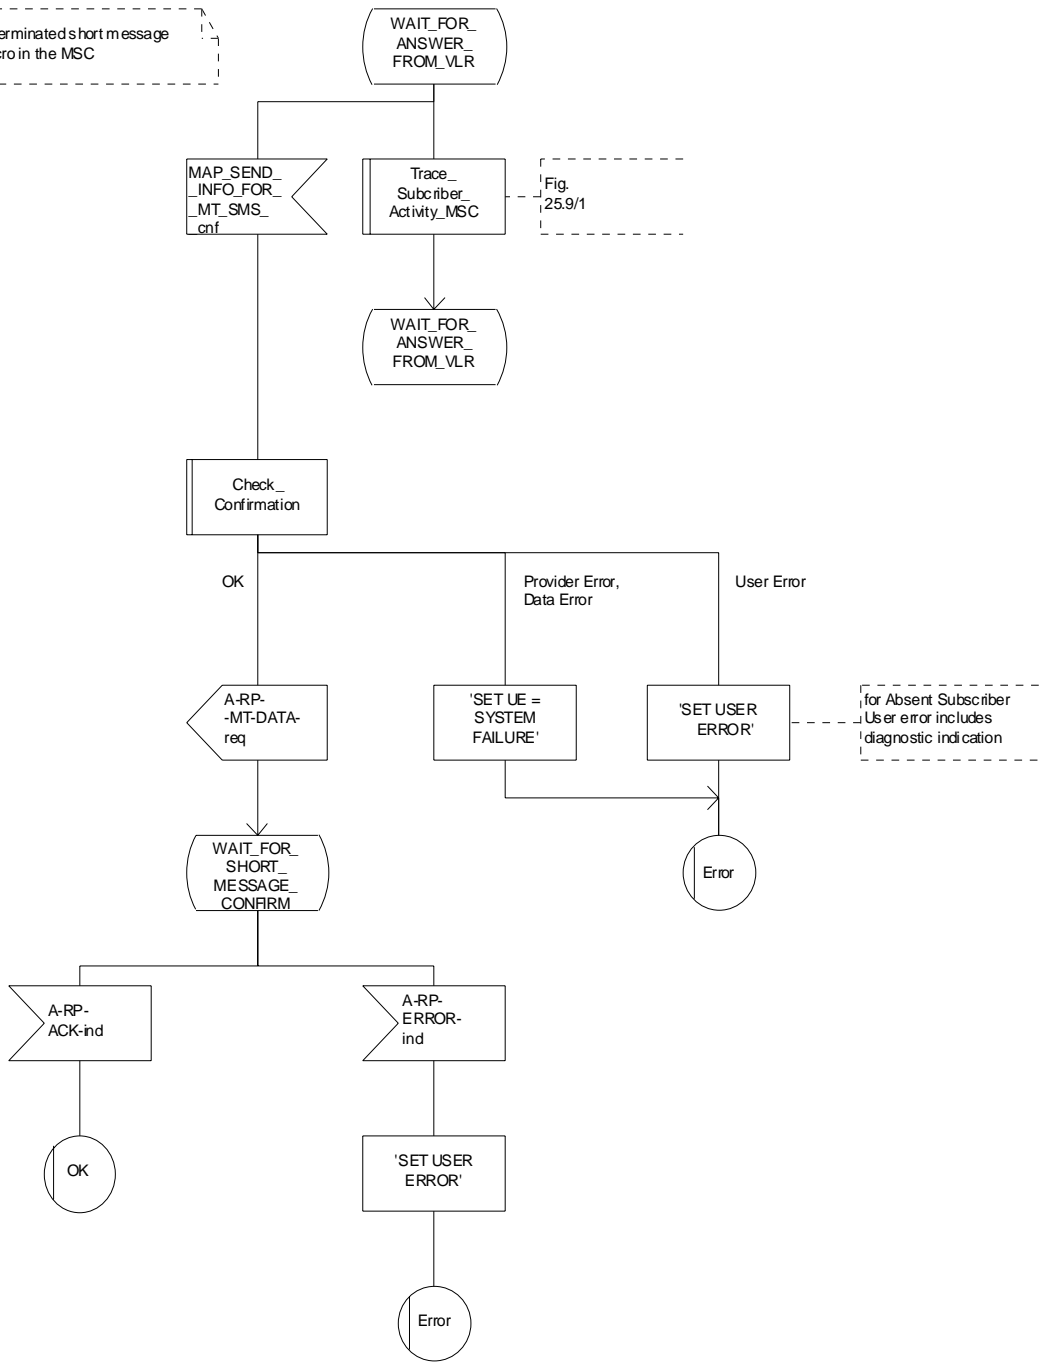 erminated short message
cro in the MSC
WAIT_FOR_
ANSWER_
FROM_VLR
MAP_SEND_
_INFO_FOR_
_MT_SMS_
_cnf
Trace_
Subcriber_
Activity_MSC
Fig.
25.9/1
WAIT_FOR_
ANSWER_
FROM_VLR
Check_
Confirmation
OK
Provider Error,
Data Error
User Error
A-RP-
-MT-DATA-
req
'SET UE =
SYSTEM
FAILURE'
'SET USER
ERROR'
for Absent Subscriber
User error includes
diagnostic indication
WAIT_FOR_
SHORT_
MESSAGE_
CONFIRM
Error
A-RP-
ACK-ind
A-RP-
ERROR-
ind
OK
'SET USER
ERROR'
Error